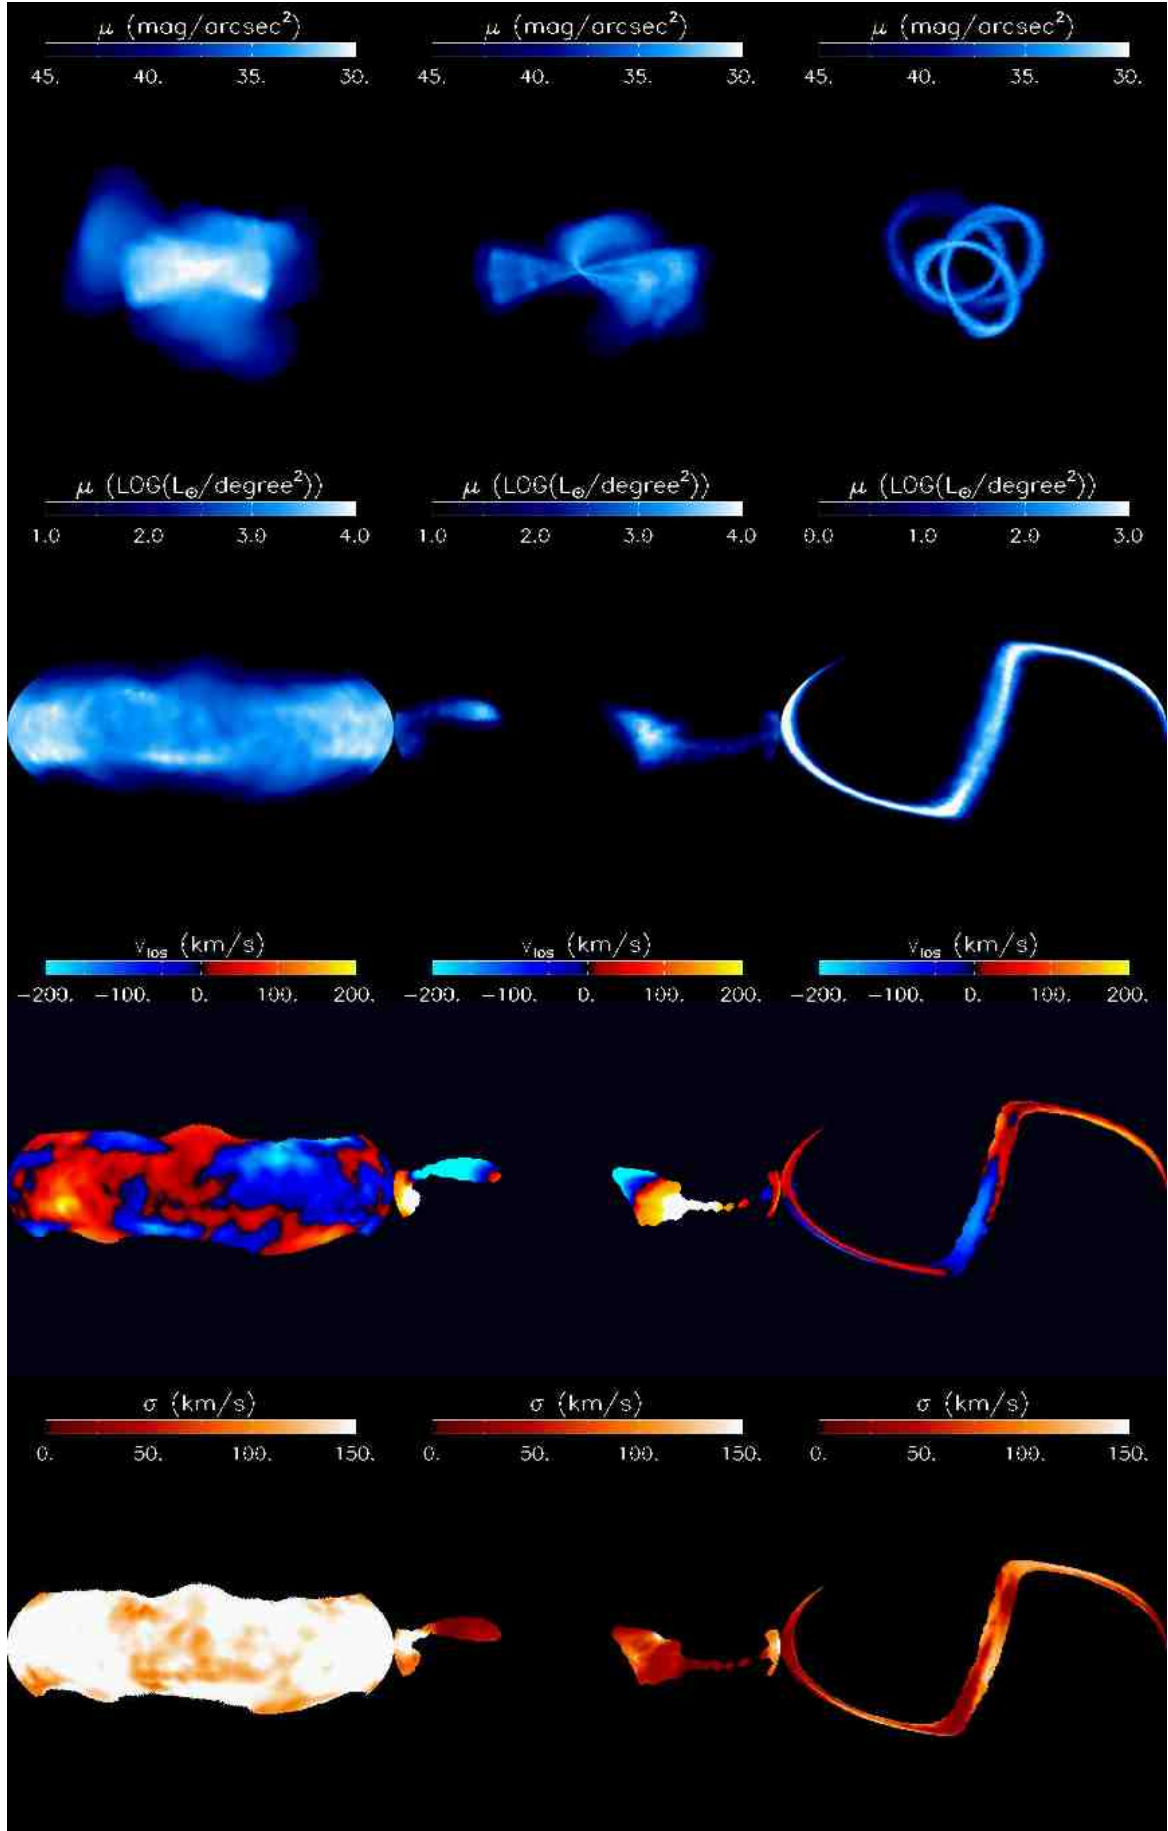 μ (mag/arcsec²) μ (mag/arcsec²) μ (mag/arcsec²)
45. 40. 35. 30. 45. 40. 35. 30. 45. 40. 35. 30.
μ (LOG(L⊙/degree²)) μ (LOG(L⊙/degree²)) μ (LOG(L⊙/degree²))
1.0 2.0 3.0 4.0 1.0 2.0 3.0 4.0 0.0 1.0 2.0 3.0
v_los (km/s) v_los (km/s) v_los (km/s)
-200. -100. 0. 100. 200. -200. -100. 0. 100. 200. -200. -100. 0. 100. 200.
σ (km/s) σ (km/s) σ (km/s)
0. 50. 100. 150. 0. 50. 100. 150. 0. 50. 100. 150.